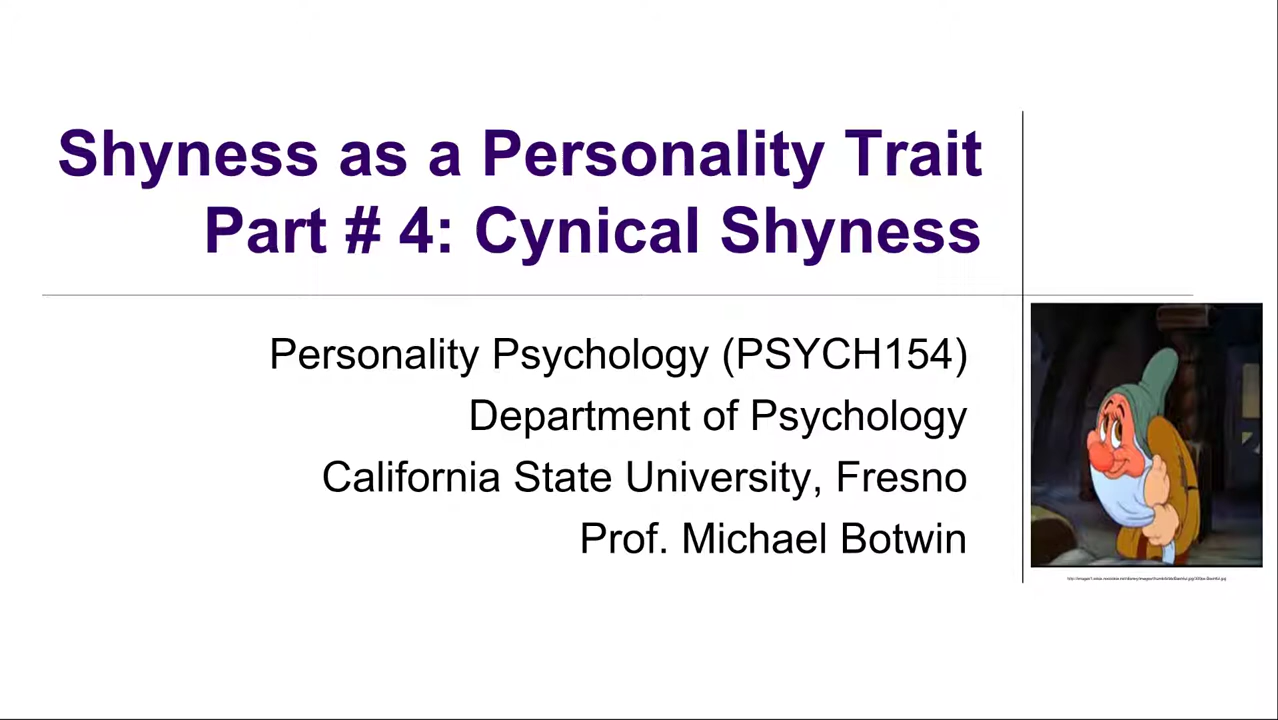 Shyness as a Personality Trait
Part # 4: Cynical Shyness
Personality Psychology (PSYCH154)
Department of Psychology
California State University, Fresno
Prof. Michael Botwin